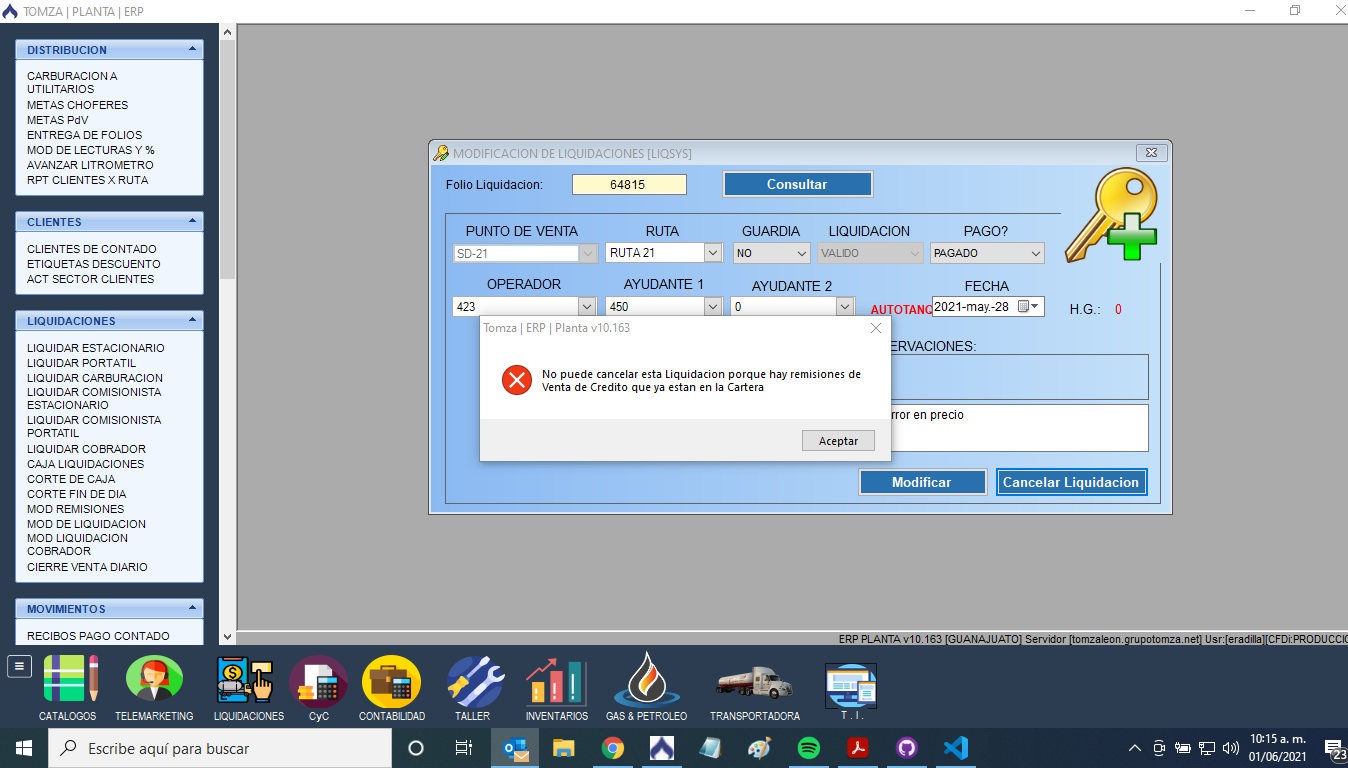 TOMZA | PLANTA | ERP
DISTRIBUCION
CARBURACION A
UTILITARIOS
METAS CHOFERES
METAS PdV
ENTREGA DE FOLIOS
MOD DE LECTURAS Y %
AVANZAR LITROMETRO
RPT CLIENTES X RUTA
CLIENTES
CLIENTES DE CONTADO
ETIQUETAS DESCUENTO
ACT SECTOR CLIENTES
LIQUIDACIONES
LIQUIDAR ESTACIONARIO
LIQUIDAR PORTATIL
LIQUIDAR CARBURACION
LIQUIDAR COMISIONISTA
ESTACIONARIO
LIQUIDAR COMISIONISTA
PORTATIL
LIQUIDAR COBRADOR
CAJA LIQUIDACIONES
CORTE DE CAJA
CORTE FIN DE DIA
MOD REMISIONES
MOD DE LIQUIDACION
MOD LIQUIDACION
COBRADOR
CIERRE VENTA DIARIO
MOVIMIENTOS
RECIBOS PAGO CONTADO
MODIFICACION DE LIQUIDACIONES [LIQSYS]
Folio Liquidacion: 64815 Consultar
PUNTO DE VENTA RUTA GUARDIA LIQUIDACION PAGO?
SD-21 RUTA 21 NO VALIDO PAGADO
OPERADOR AYUDANTE 1 AYUDANTE 2 FECHA
423 450 0 AUTOTANQ 2021-may.-28 H.G.: 0
Tomza | ERP | Planta v10.163
ERVACIONES:
No puede cancelar esta Liquidacion porque hay remisiones de
Venta de Credito que ya estan en la Cartera
rror en precio
Aceptar
Modificar Cancelar Liquidacion
ERP PLANTA v10.163 [GUANAJUATO] Servidor [tomzaleon.grupotomza.net] Usr:[eradilla][CFDi:PRODUCCIO
CATALOGOS TELEMARKETING LIQUIDACIONES CyC CONTABILIDAD TALLER INVENTARIOS GAS & PETROLEO TRANSPORTADORA T . I .
Escribe aquí para buscar
10:15 a. m.
01/06/2021
23